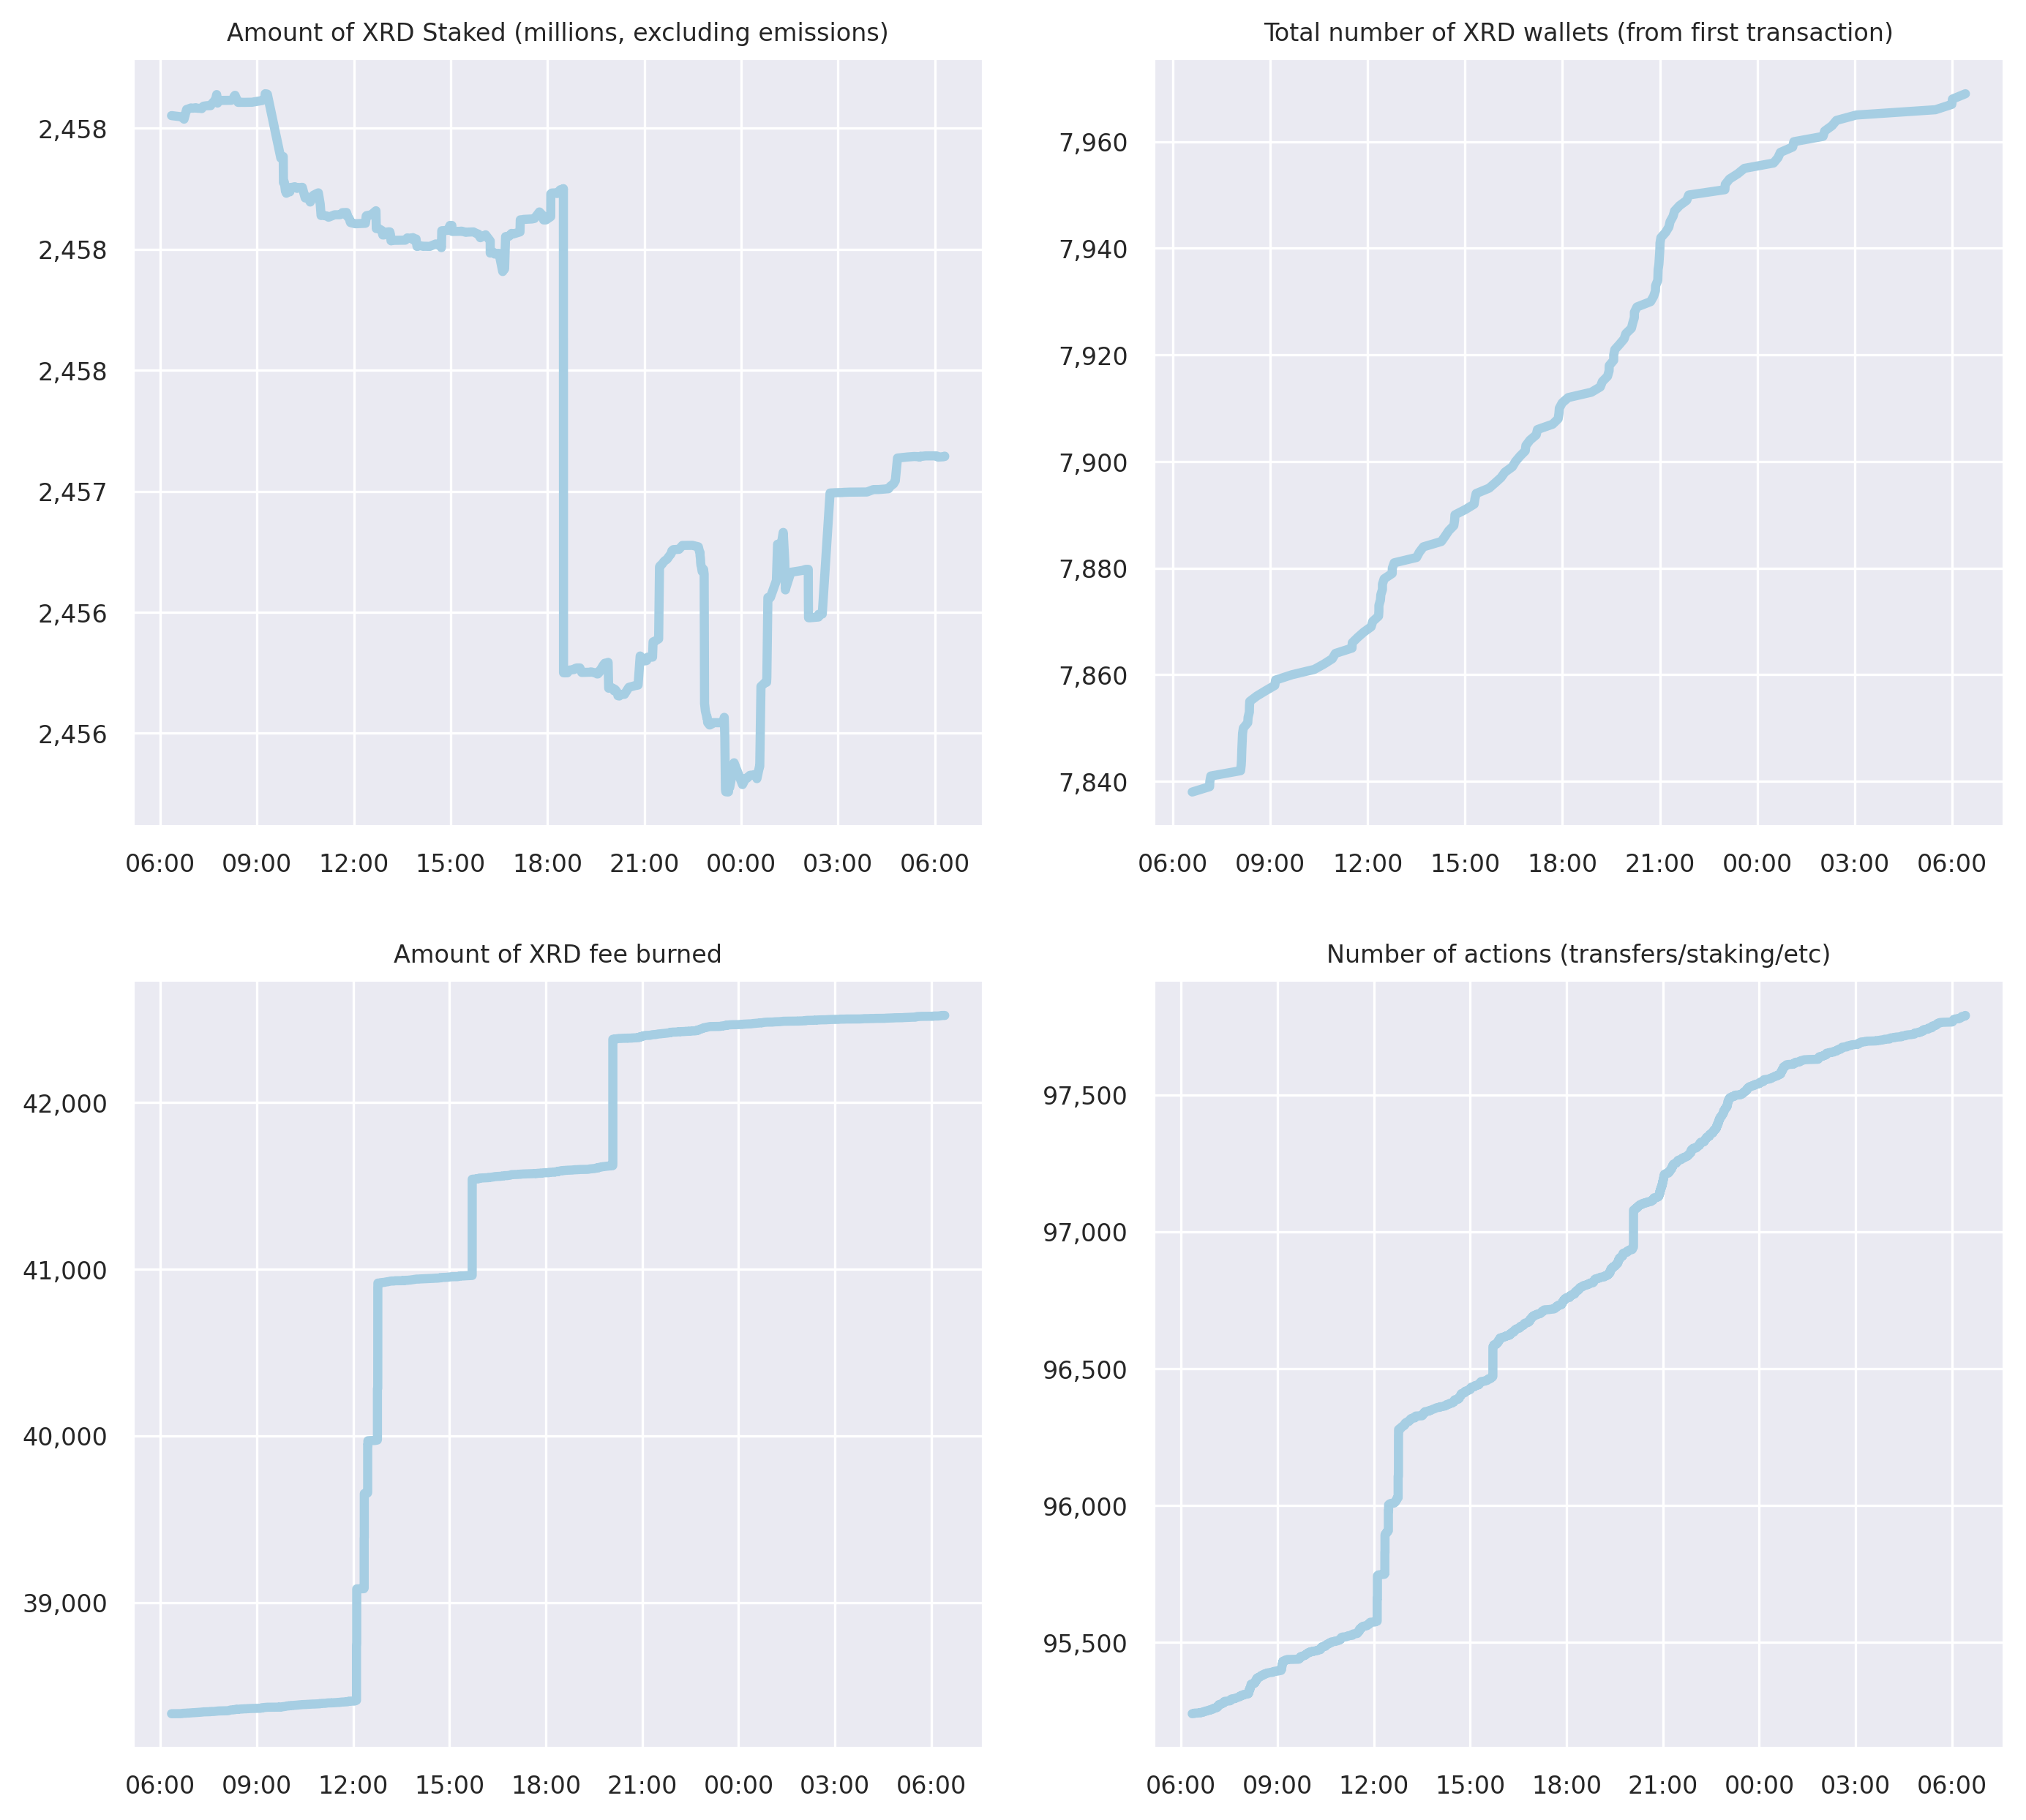 Amount of XRD Staked (millions, excluding emissions)
2,458
2,458
2,458
2,457
2,456
2,456
06:00 09:00 12:00 15:00 18:00 21:00 00:00 03:00 06:00
Total number of XRD wallets (from first transaction)
7,960
7,940
7,920
7,900
7,880
7,860
7,840
06:00 09:00 12:00 15:00 18:00 21:00 00:00 03:00 06:00
Amount of XRD fee burned
42,000
41,000
40,000
39,000
06:00 09:00 12:00 15:00 18:00 21:00 00:00 03:00 06:00
Number of actions (transfers/staking/etc)
97,500
97,000
96,500
96,000
95,500
06:00 09:00 12:00 15:00 18:00 21:00 00:00 03:00 06:00